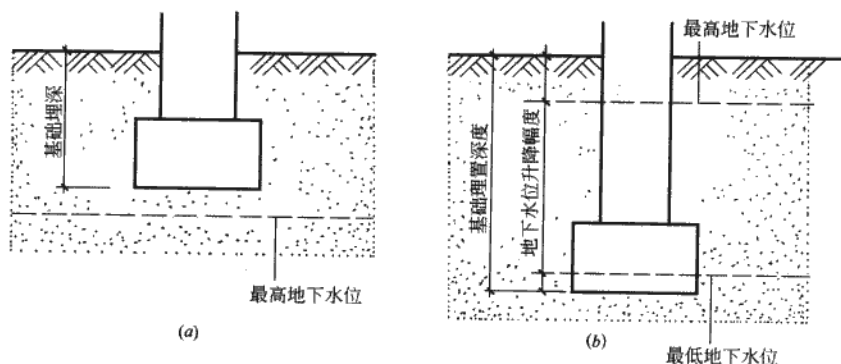 基础埋深
最高地下水位
(a)
最高地下水位
基础埋置深度
地下水位升降幅度
最低地下水位
(b)